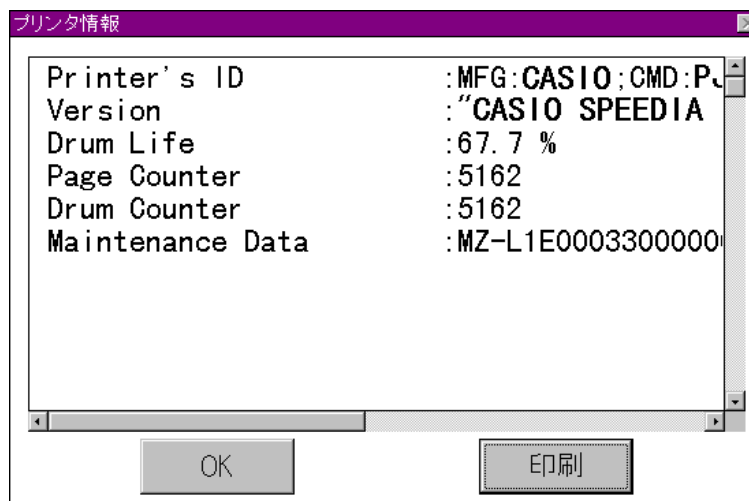 プリンタ情報
Printer's ID :MFG:CASIO;CMD:
Version :"CASIO SPEEDIA
Drum Life :67.7 %
Page Counter :5162
Drum Counter :5162
Maintenance Data :MZ-L1E0003300000
OK 印刷